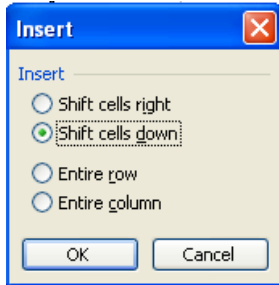 Insert
Insert
Shift cells right
Shift cells down
Entire row
Entire column
OK Cancel